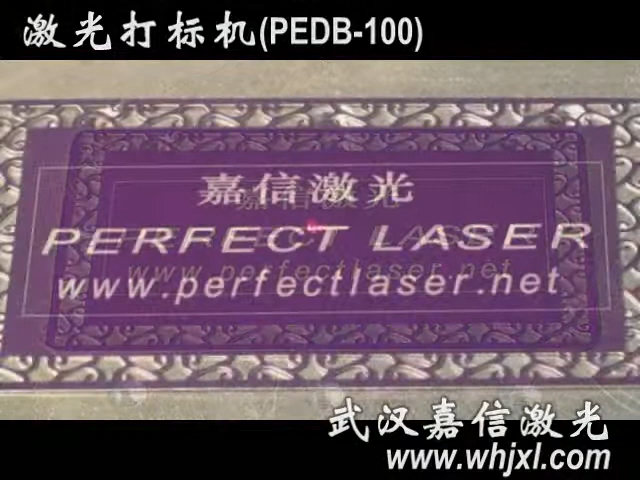 激光打标机(PEDB-100)
嘉信激光
PERFECT LASER
www.perfectlaser.net
武汉嘉信激光
www.whjxl.com